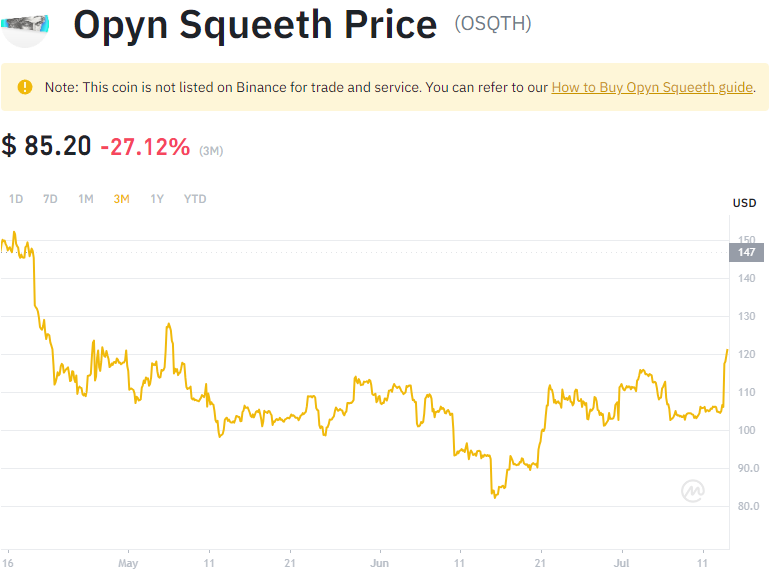 Opyn Squeeth Price (OSQTH)
Note: This coin is not listed on Binance for trade and service. You can refer to our How to Buy Opyn Squeeth guide.
$ 85.20 -27.12% (3M)
1D 7D 1M 3M 1Y YTD
USD
150
147
140
130
120
110
100
90.0
80.0
16 May 11 21 Jun 11 21 Jul 11